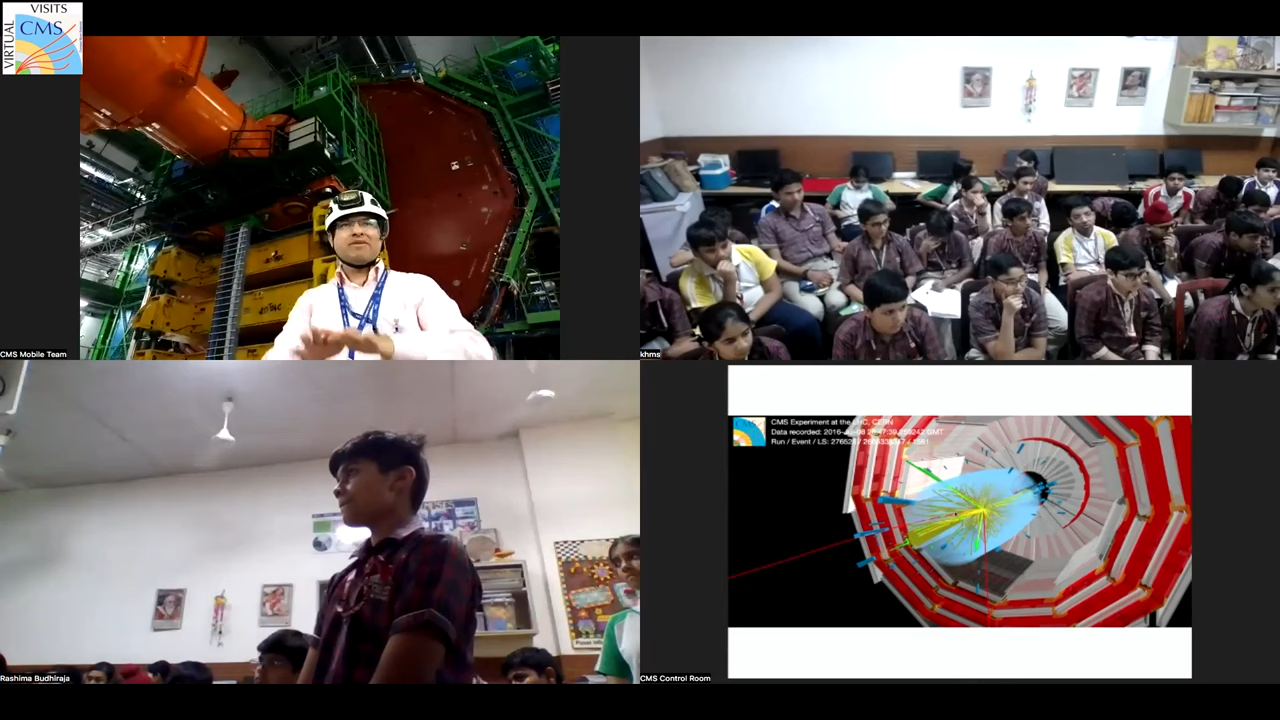 VISITS
VIRTUAL
CMS
CMS Mobile Team
khms
Rashima Budhiraja
CMS Experiment at the LHC, CERN
Data recorded: 2016-
GMT
Run / Event / LS:
CMS Control Room